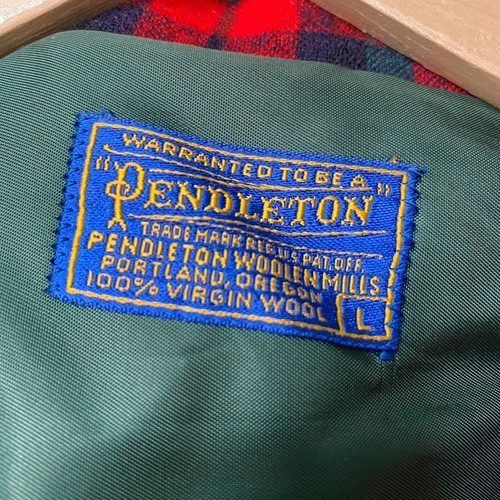 WARRANTED TO BE A
"PENDLETON"
TRADE MARK REG. U.S. PAT. OFF.
PENDLETON WOOLEN MILLS
PORTLAND, OREGON
100% VIRGIN WOOL
L